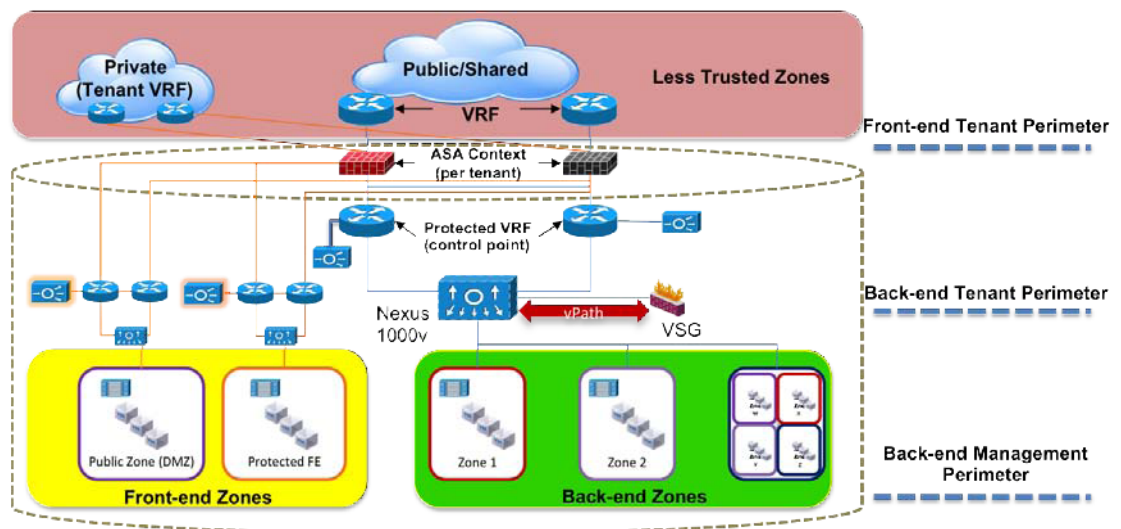 Private
(Tenant VRF)
Public/Shared
Less Trusted Zones
VRF
Front-end Tenant Perimeter
ASA Context
(per tenant)
Protected VRF
(control point)
Nexus
1000v
vPath
VSG
Back-end Tenant Perimeter
Public Zone (DMZ)
Protected FE
Zone 1
Zone 2
Front-end Zones
Back-end Zones
Back-end Management
Perimeter